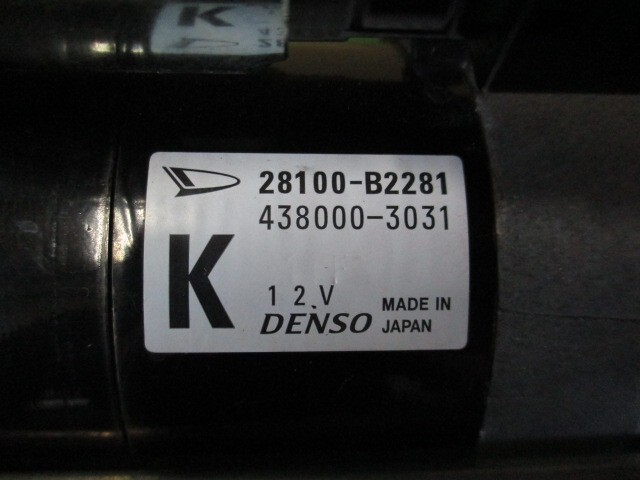 K
28100-B2281
438000-3031
K
12V
DENSO
MADE IN
JAPAN